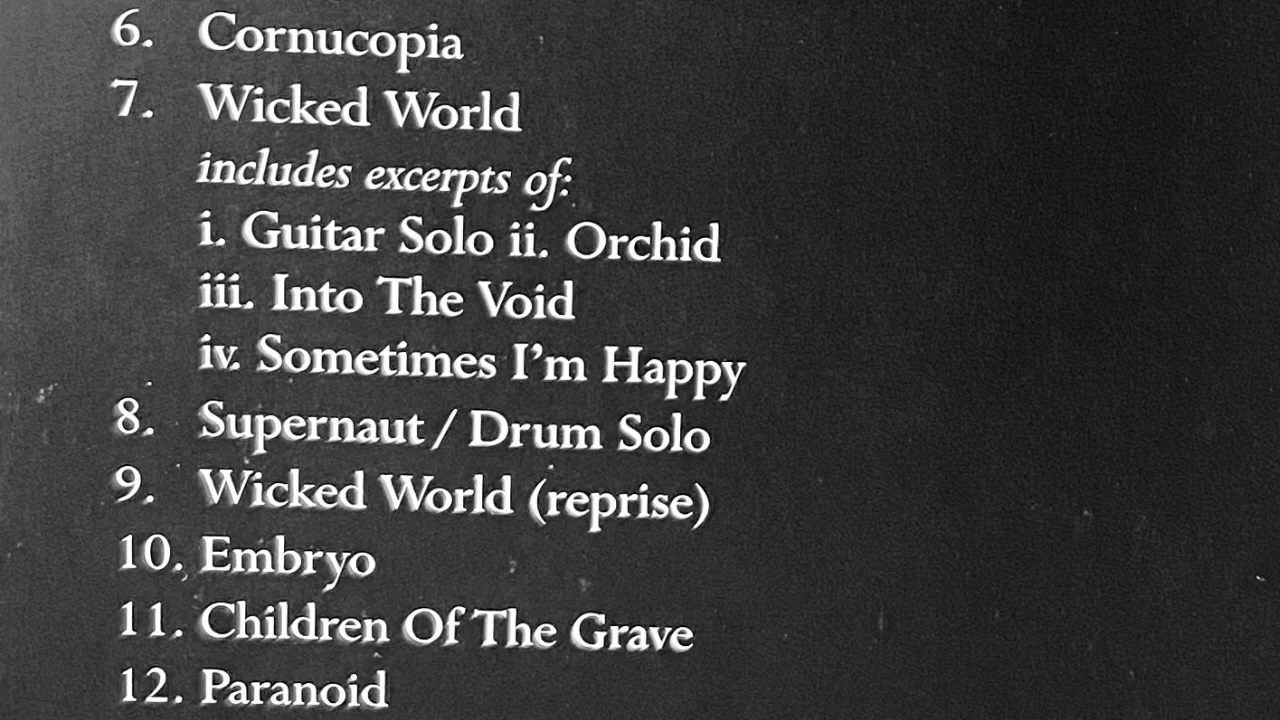 6. Cornucopia
7. Wicked World
includes excerpts of:
i. Guitar Solo ii. Orchid
iii. Into The Void
iv. Sometimes I'm Happy
8. Supernaut / Drum Solo
9. Wicked World (reprise)
10. Embryo
11. Children Of The Grave
12. Paranoid